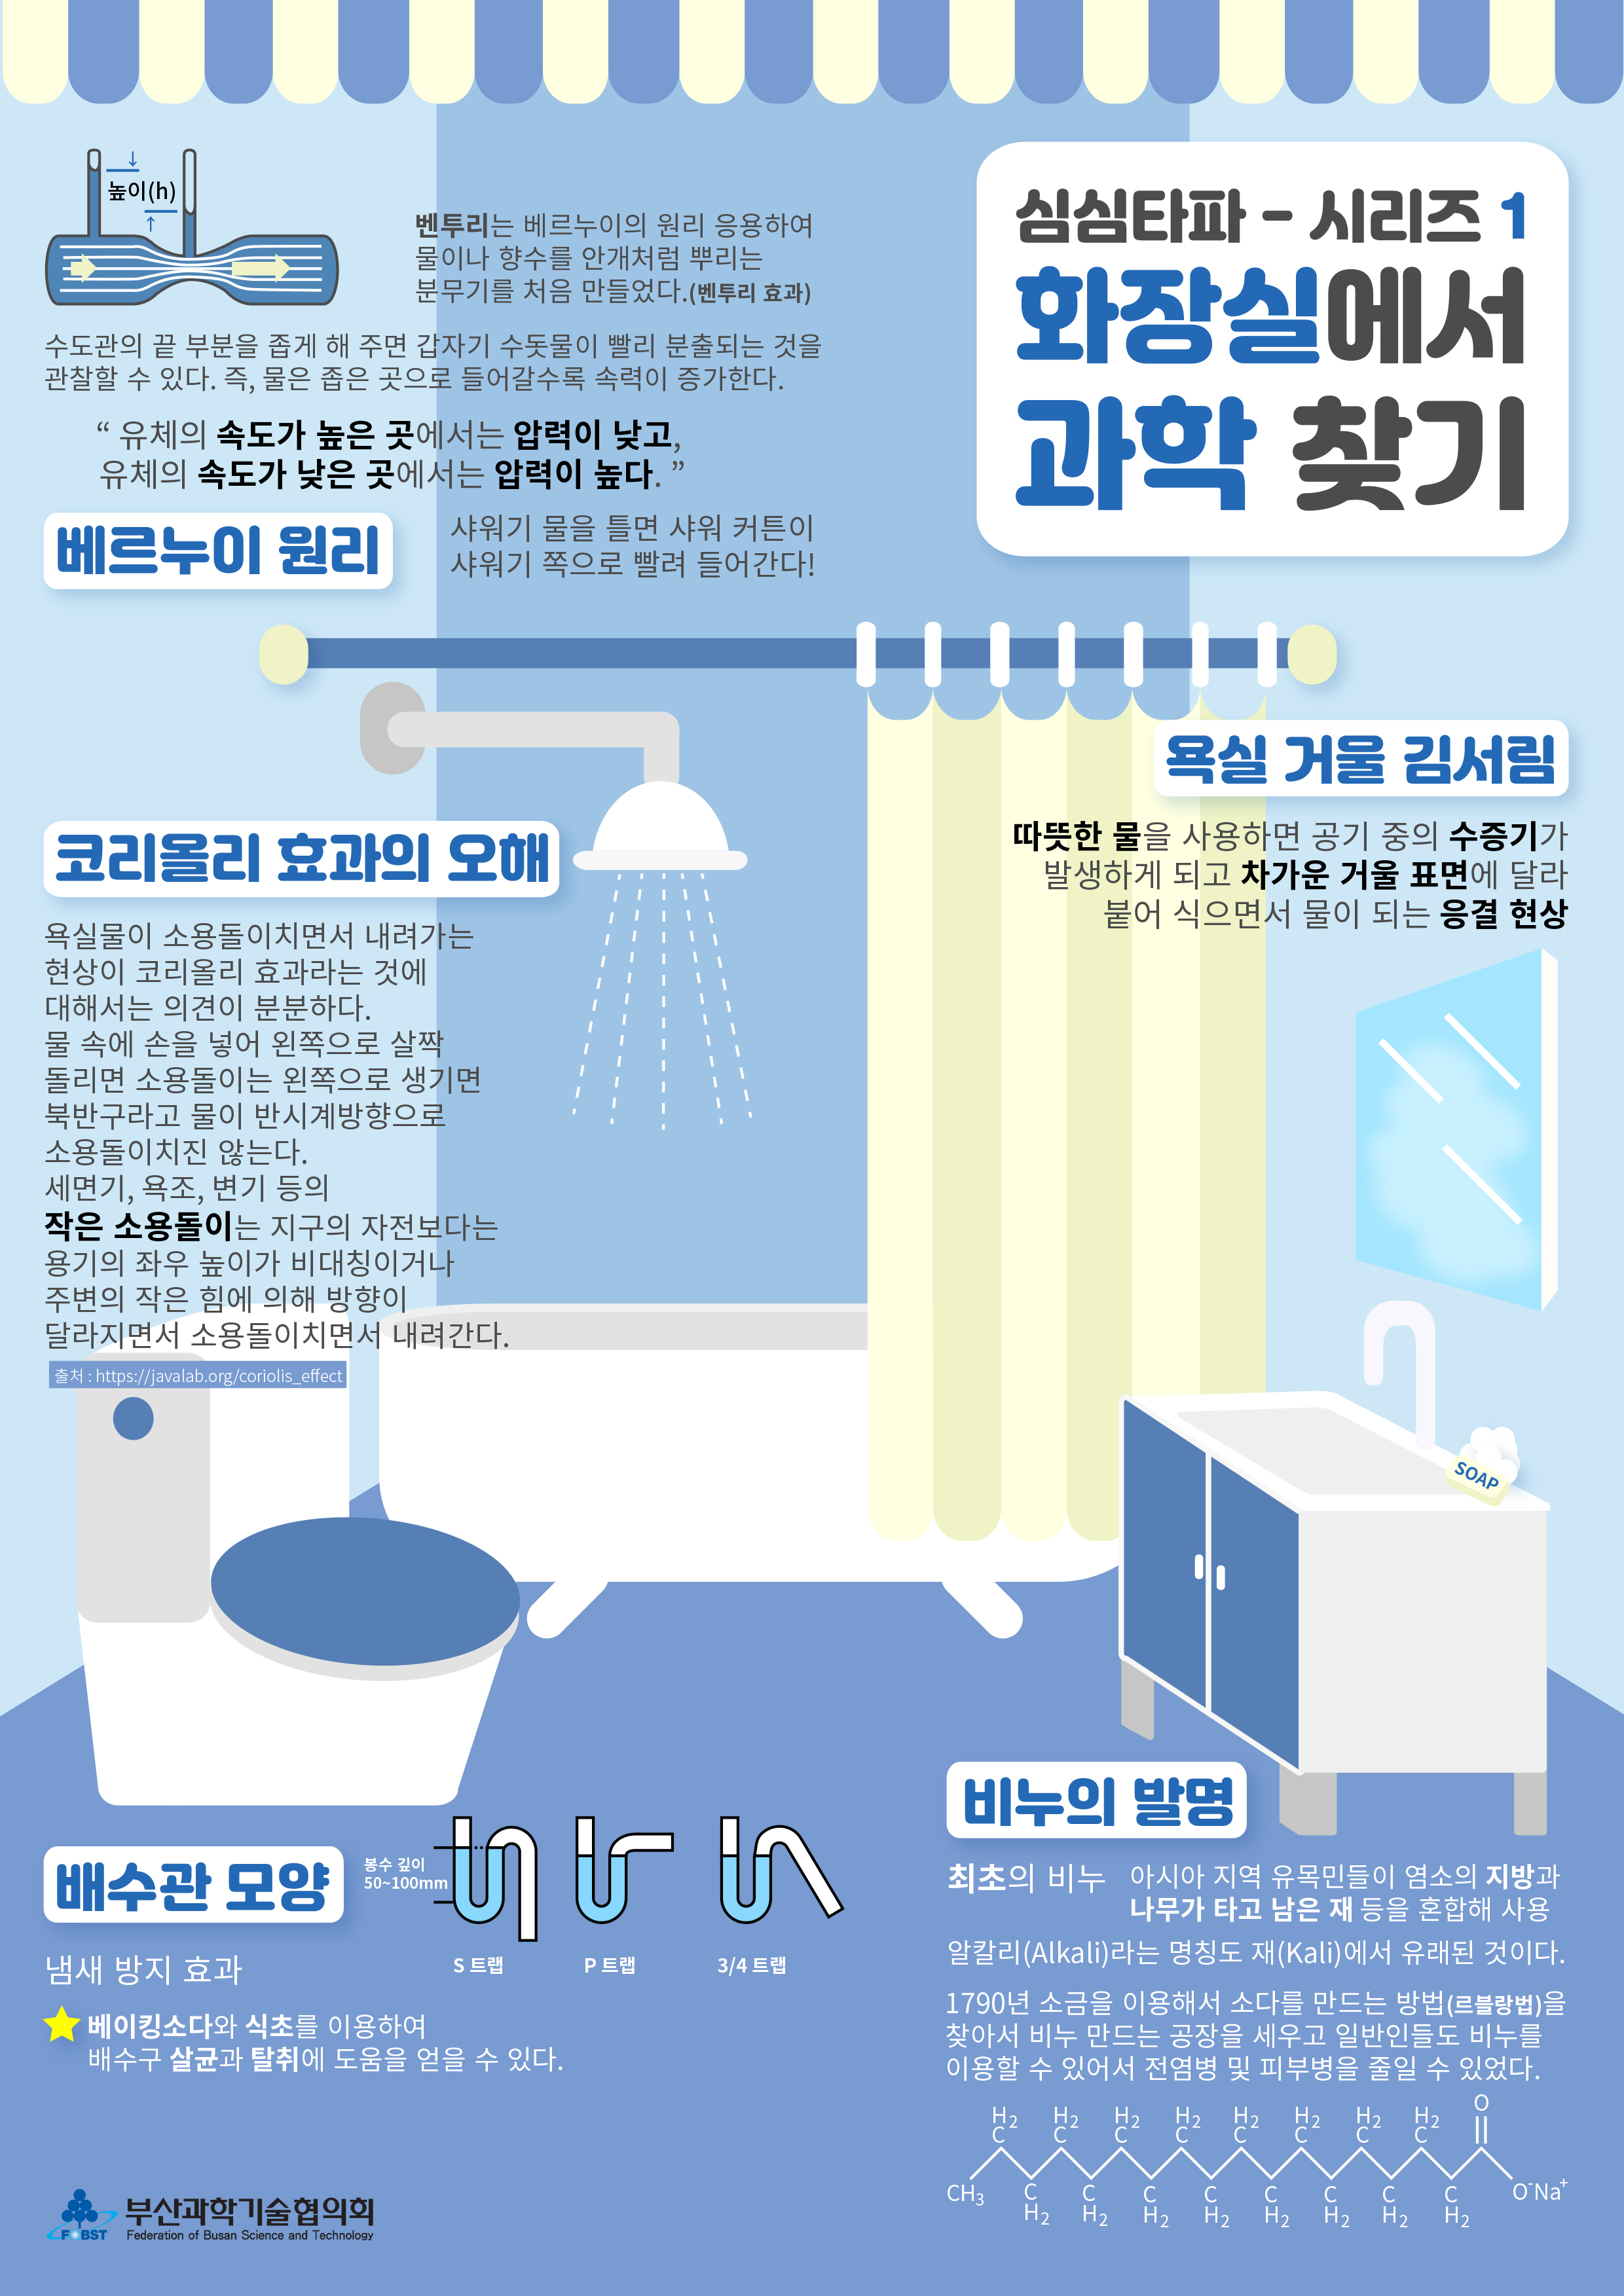 심심타파 - 시리즈 1
화장실에서
과학 찾기
높이(h)
벤투리는 베르누이의 원리 응용하여
물이나 향수를 안개처럼 뿌리는
분무기를 처음 만들었다.(벤투리 효과)
수도관의 끝 부분을 좁게 해 주면 갑자기 수돗물이 빨리 분출되는 것을
관찰할 수 있다. 즉, 물은 좁은 곳으로 들어갈수록 속력이 증가한다.
“ 유체의 속도가 높은 곳에서는 압력이 낮고,
유체의 속도가 낮은 곳에서는 압력이 높다. ”
베르누이 원리
샤워기 물을 틀면 샤워 커튼이
샤워기 쪽으로 빨려 들어간다!
욕실 거울 김서림
따뜻한 물을 사용하면 공기 중의 수증기가
발생하게 되고 차가운 거울 표면에 달라
붙어 식으면서 물이 되는 응결 현상
코리올리 효과의 오해
욕실물이 소용돌이치면서 내려가는
현상이 코리올리 효과라는 것에
대해서는 의견이 분분하다.
물 속에 손을 넣어 왼쪽으로 살짝
돌리면 소용돌이는 왼쪽으로 생기면
북반구라고 물이 반시계방향으로
소용돌이치진 않는다.
세면기, 욕조, 변기 등의
작은 소용돌이는 지구의 자전보다는
용기의 좌우 높이가 비대칭이거나
주변의 작은 힘에 의해 방향이
달라지면서 소용돌이치면서 내려간다.
출처 : https://javalab.org/coriolis_effect
SOAP
배수관 모양
봉수 깊이
50~100mm
S 트랩
P 트랩
3/4 트랩
냄새 방지 효과
베이킹소다와 식초를 이용하여
배수구 살균과 탈취에 도움을 얻을 수 있다.
비누의 발명
최초의 비누
아시아 지역 유목민들이 염소의 지방과
나무가 타고 남은 재 등을 혼합해 사용
알칼리(Alkali)라는 명칭도 재(Kali)에서 유래된 것이다.
1790년 소금을 이용해서 소다를 만드는 방법(르블랑법)을
찾아서 비누 만드는 공장을 세우고 일반인들도 비누를
이용할 수 있어서 전염병 및 피부병을 줄일 수 있었다.
O
H2 H2 H2 H2 H2 H2 H2 H2
C C C C C C C C
CH3 C C C C C C C C O-Na+
H2 H2 H2 H2 H2 H2 H2 H2
FOBST
부산과학기술협의회
Federation of Busan Science and Technology